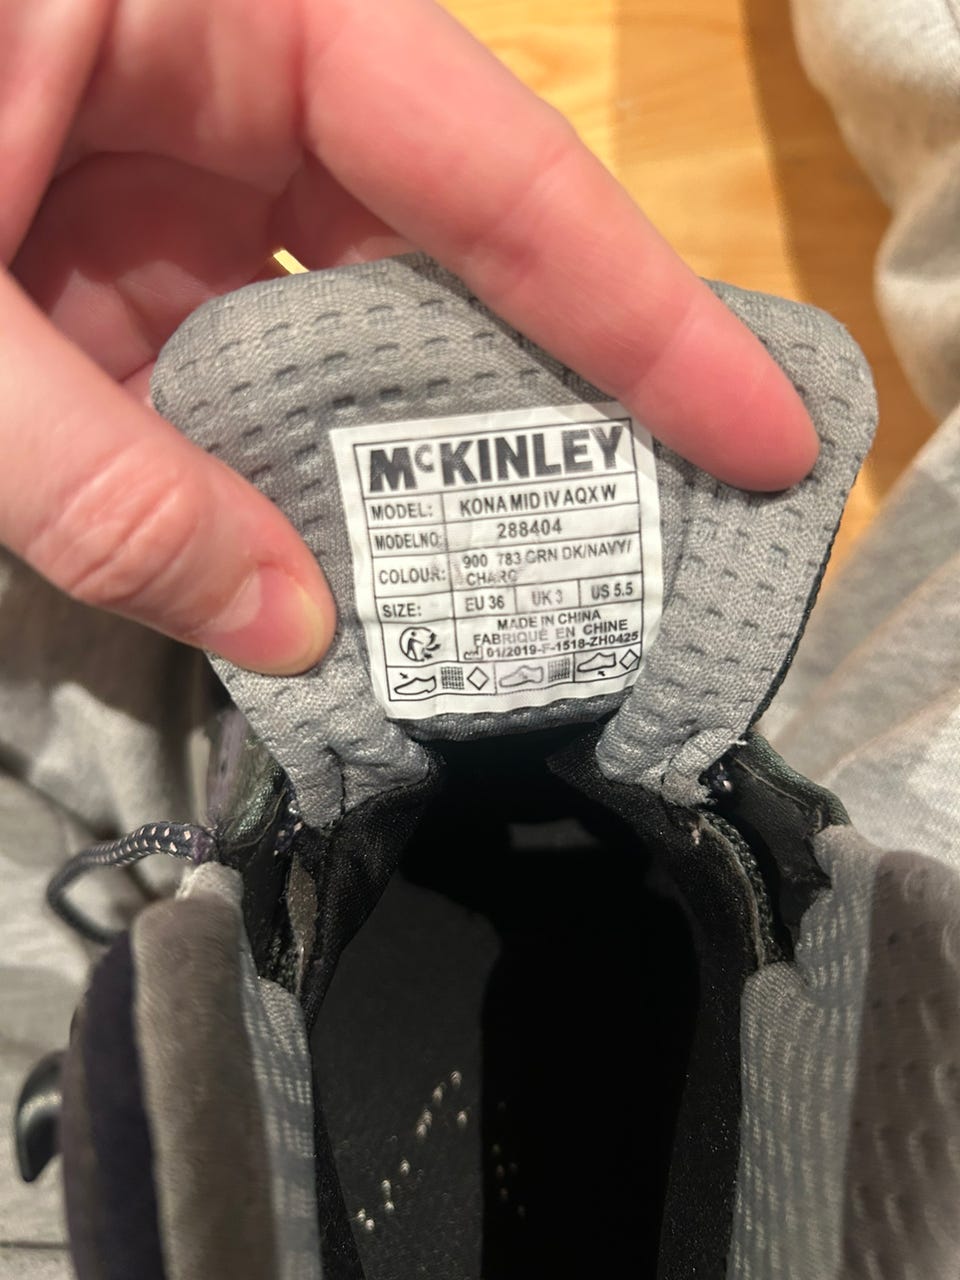 McKINLEY
MODEL: KONA MID IV AQX W
MODELNO: 288404
COLOUR: 900 783 GRN DK/NAVY/
CHARC
SIZE: EU 36 UK 3 US 5.5
MADE IN CHINA
FABRIQUÉ EN CHINE
01/2019-F-1518-ZH0425